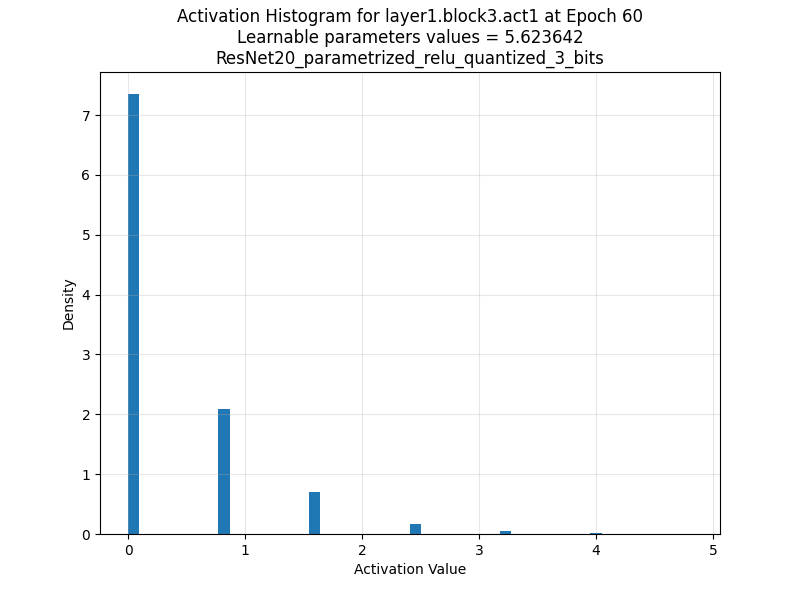 Activation Histogram for layer1.block3.act1 at Epoch 60
Learnable parameters values = 5.623642
ResNet20_parametrized_relu_quantized_3_bits
7
6
5
4
3
2
1
0
Density
0 1 2 3 4 5
Activation Value